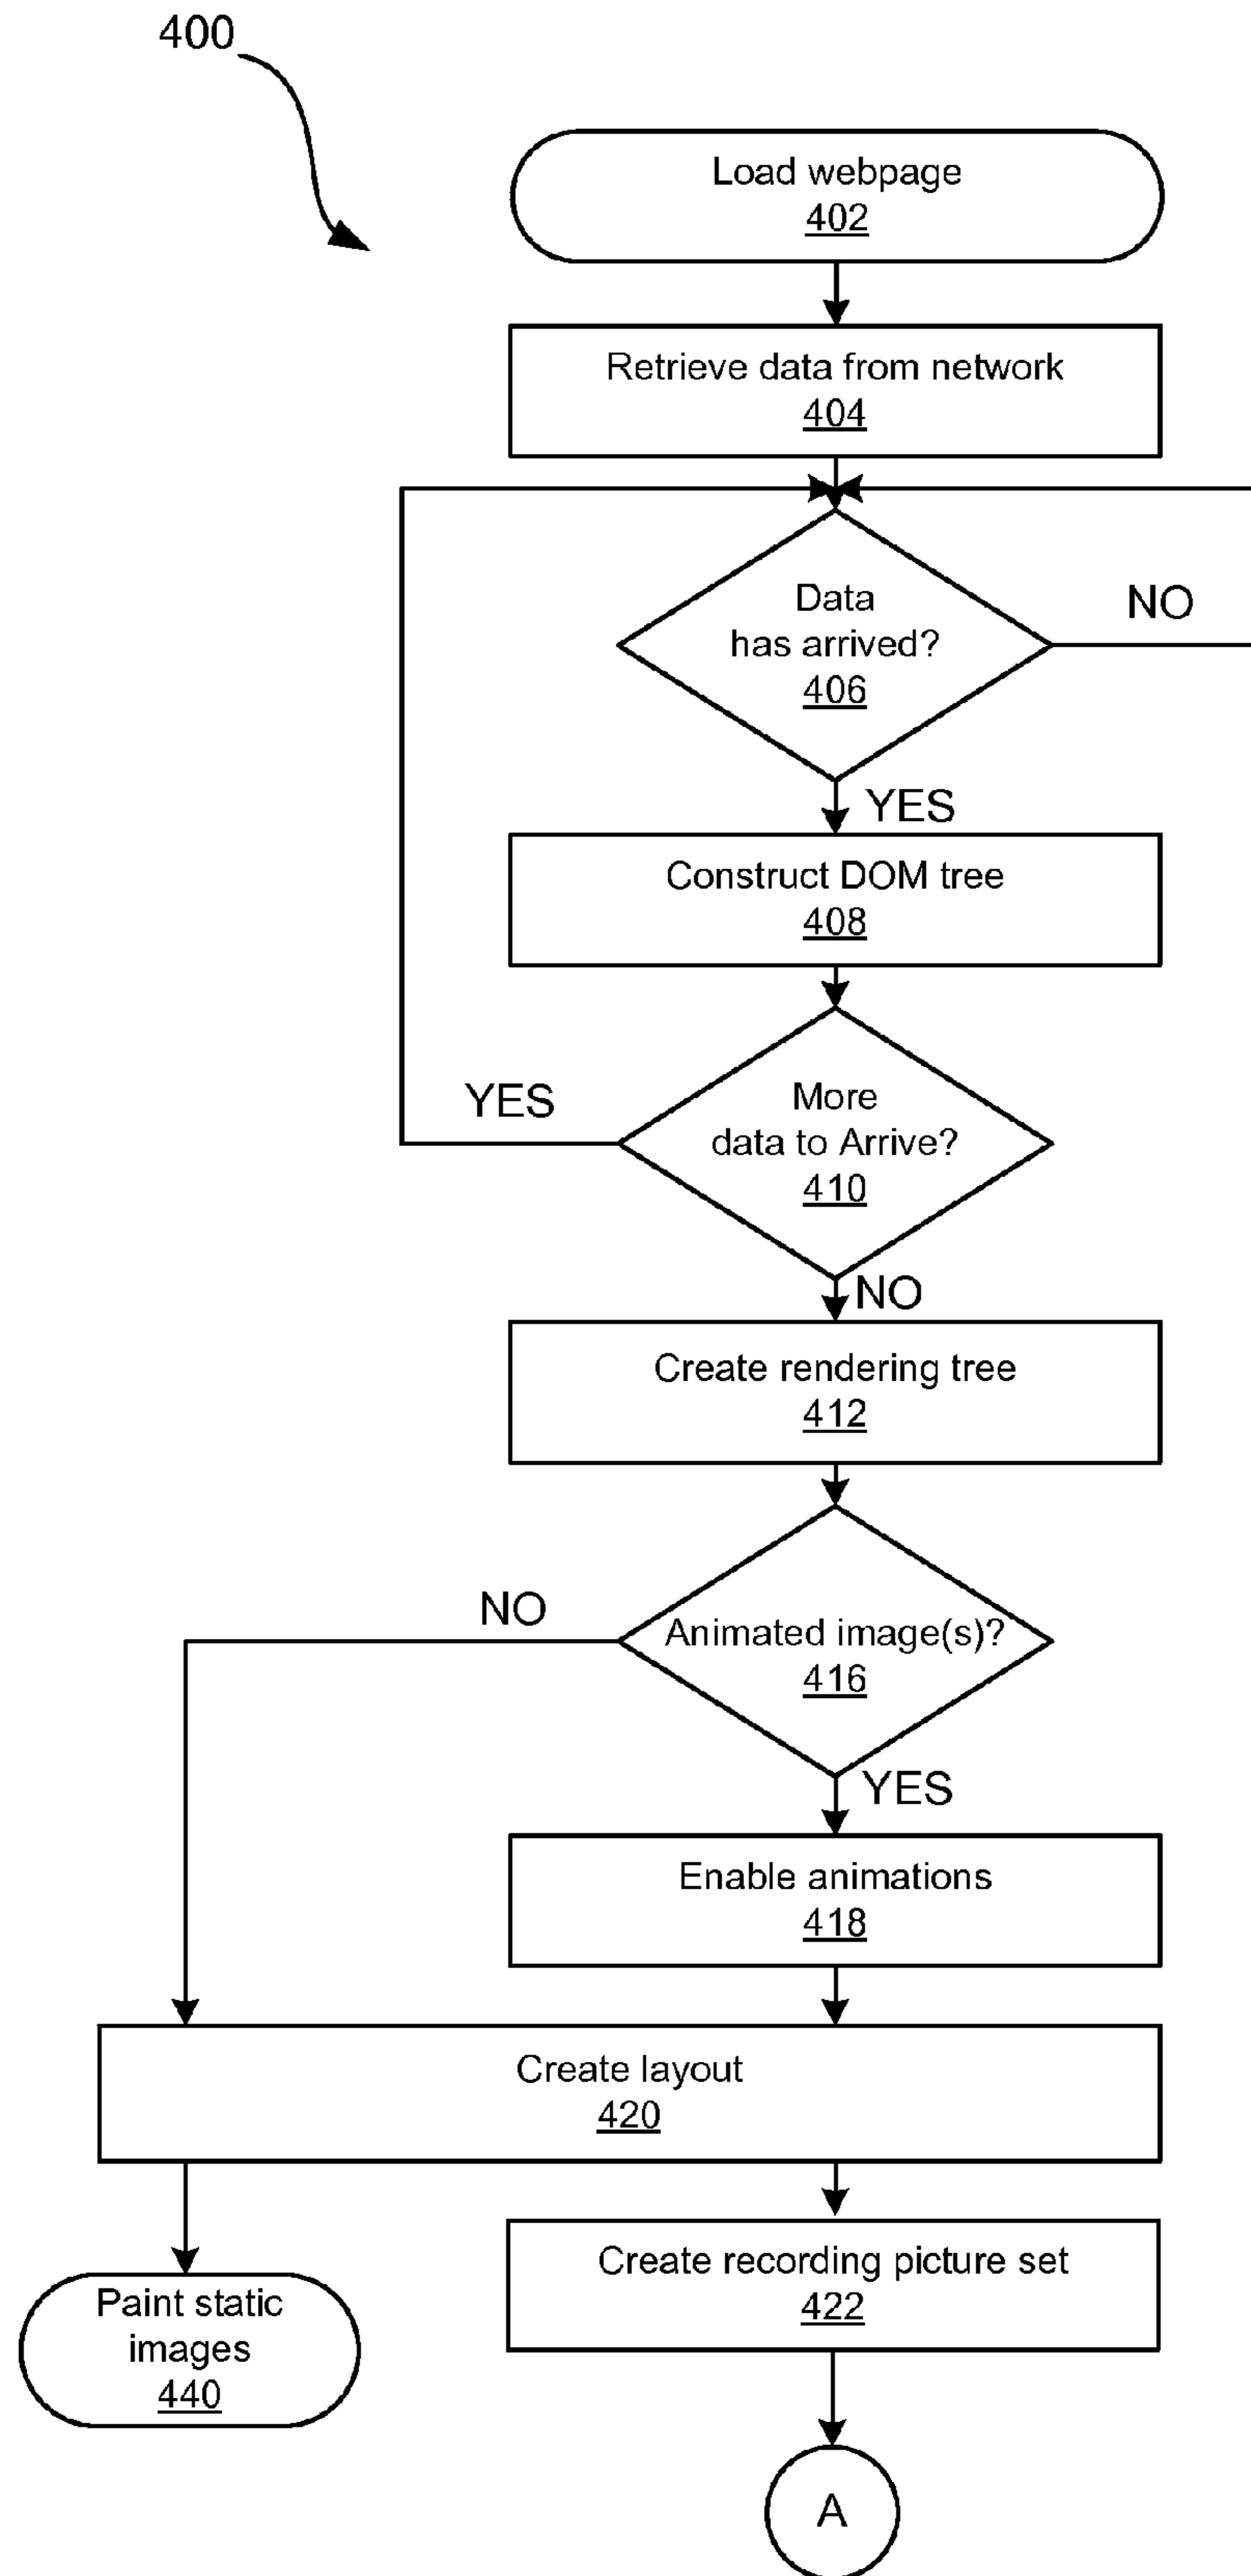 400
Load webpage
402
Retrieve data from network
404
Data
has arrived?
406
NO
YES
Construct DOM tree
408
More
data to Arrive?
410
YES
NO
Create rendering tree
412
NO
Animated image(s)?
416
YES
Enable animations
418
Create layout
420
Create recording picture set
422
Paint static
images
440
A